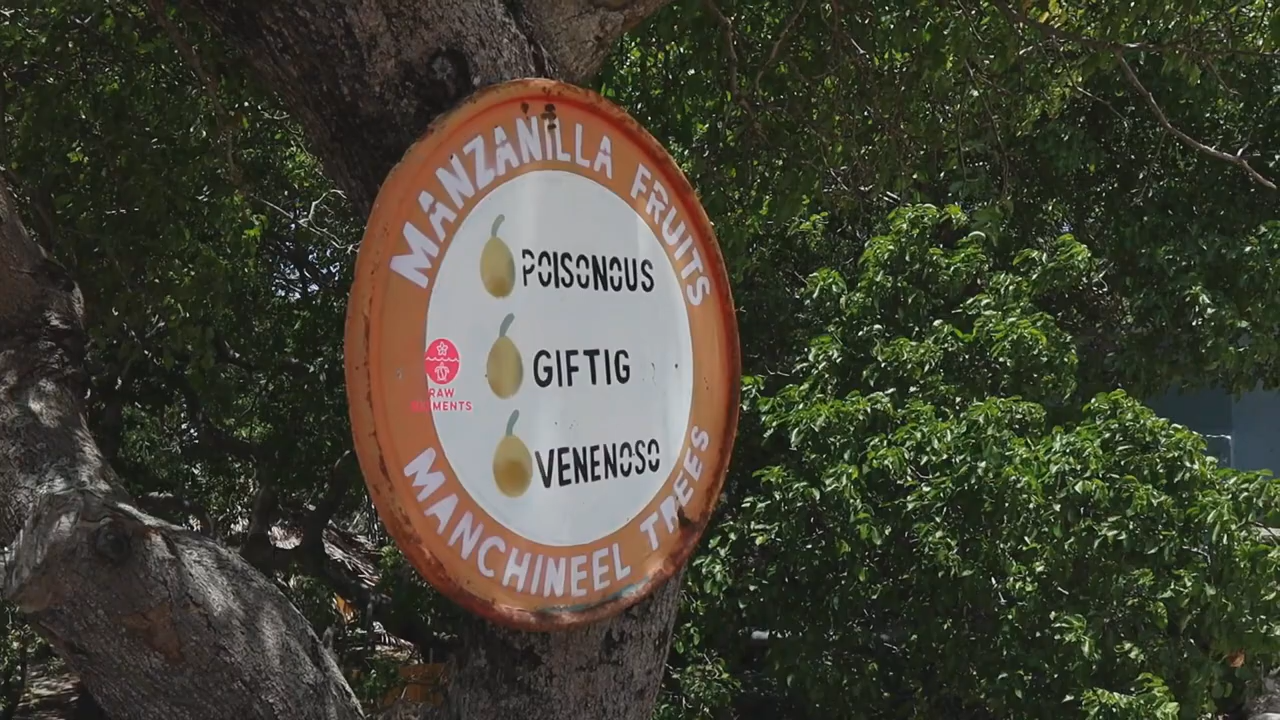 MANZANILLA FRUITS
POISONOUS
GIFTIG
VENENOSO
RAW
MANCHINEEL TREES